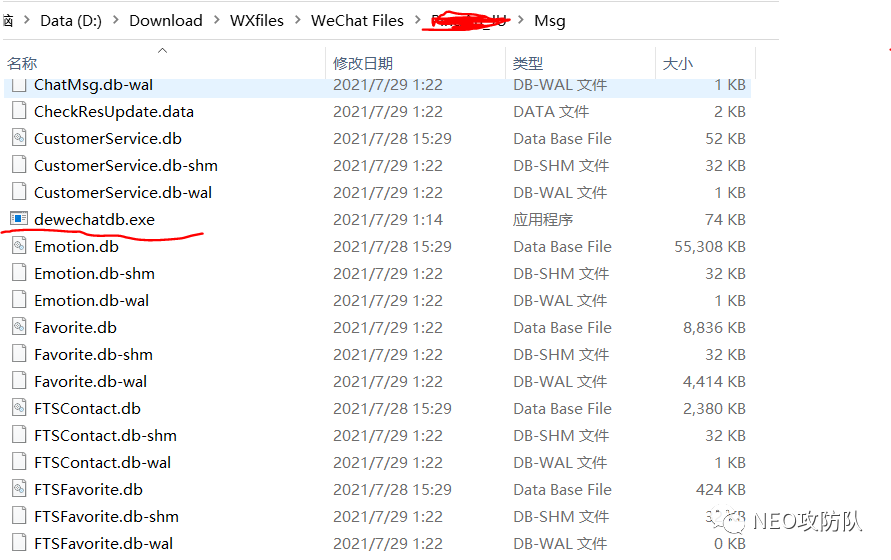 Data (D:) > Download > WXfiles > WeChat Files > > Msg
名称 修改日期 类型 大小
ChatMsg.db-wal 2021/7/29 1:22 DB-WAL 文件 1 KB
CheckResUpdate.data 2021/7/29 1:22 DATA 文件 2 KB
CustomerService.db 2021/7/28 15:29 Data Base File 52 KB
CustomerService.db-shm 2021/7/29 1:22 DB-SHM 文件 32 KB
CustomerService.db-wal 2021/7/29 1:22 DB-WAL 文件 1 KB
dewechatdb.exe 2021/7/29 1:14 应用程序 74 KB
Emotion.db 2021/7/28 15:29 Data Base File 55,308 KB
Emotion.db-shm 2021/7/29 1:22 DB-SHM 文件 32 KB
Emotion.db-wal 2021/7/29 1:22 DB-WAL 文件 1 KB
Favorite.db 2021/7/29 1:22 Data Base File 8,836 KB
Favorite.db-shm 2021/7/29 1:22 DB-SHM 文件 32 KB
Favorite.db-wal 2021/7/29 1:22 DB-WAL 文件 4,414 KB
FTSContact.db 2021/7/28 15:29 Data Base File 2,380 KB
FTSContact.db-shm 2021/7/29 1:22 DB-SHM 文件 32 KB
FTSContact.db-wal 2021/7/29 1:22 DB-WAL 文件 1 KB
FTSFavorite.db 2021/7/28 15:29 Data Base File 424 KB
FTSFavorite.db-shm 2021/7/29 1:22 DB-SHM 文件 KB
NEO攻防队
FTSFavorite.db-wal 2021/7/29 1:22 DB-WAL 文件 0 KB